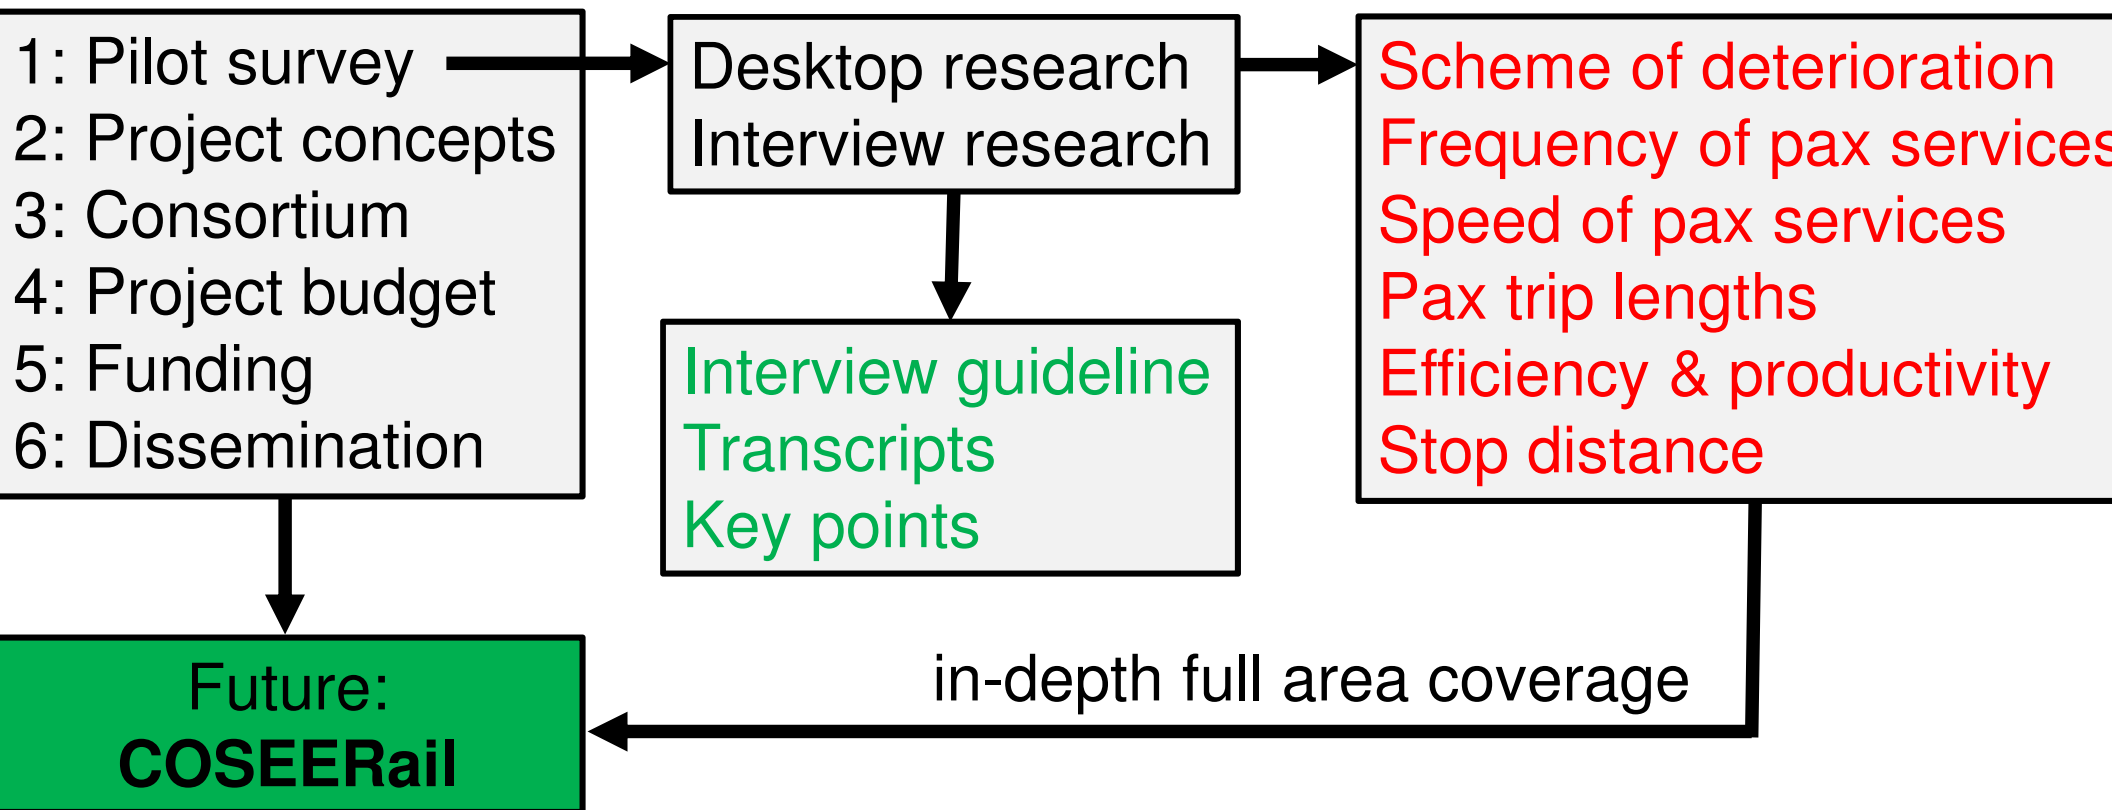 1: Pilot survey
2: Project concepts
3: Consortium
4: Project budget
5: Funding
6: Dissemination
Desktop research
Interview research
Scheme of deterioration
Frequency of pax services
Speed of pax services
Pax trip lengths
Efficiency & productivity
Stop distance
Interview guideline
Transcripts
Key points
in-depth full area coverage
Future:
COSEERail